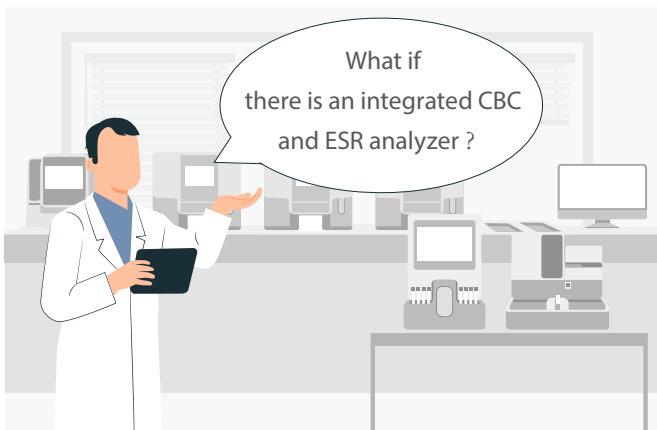 What if
there is an integrated CBC
and ESR analyzer ?